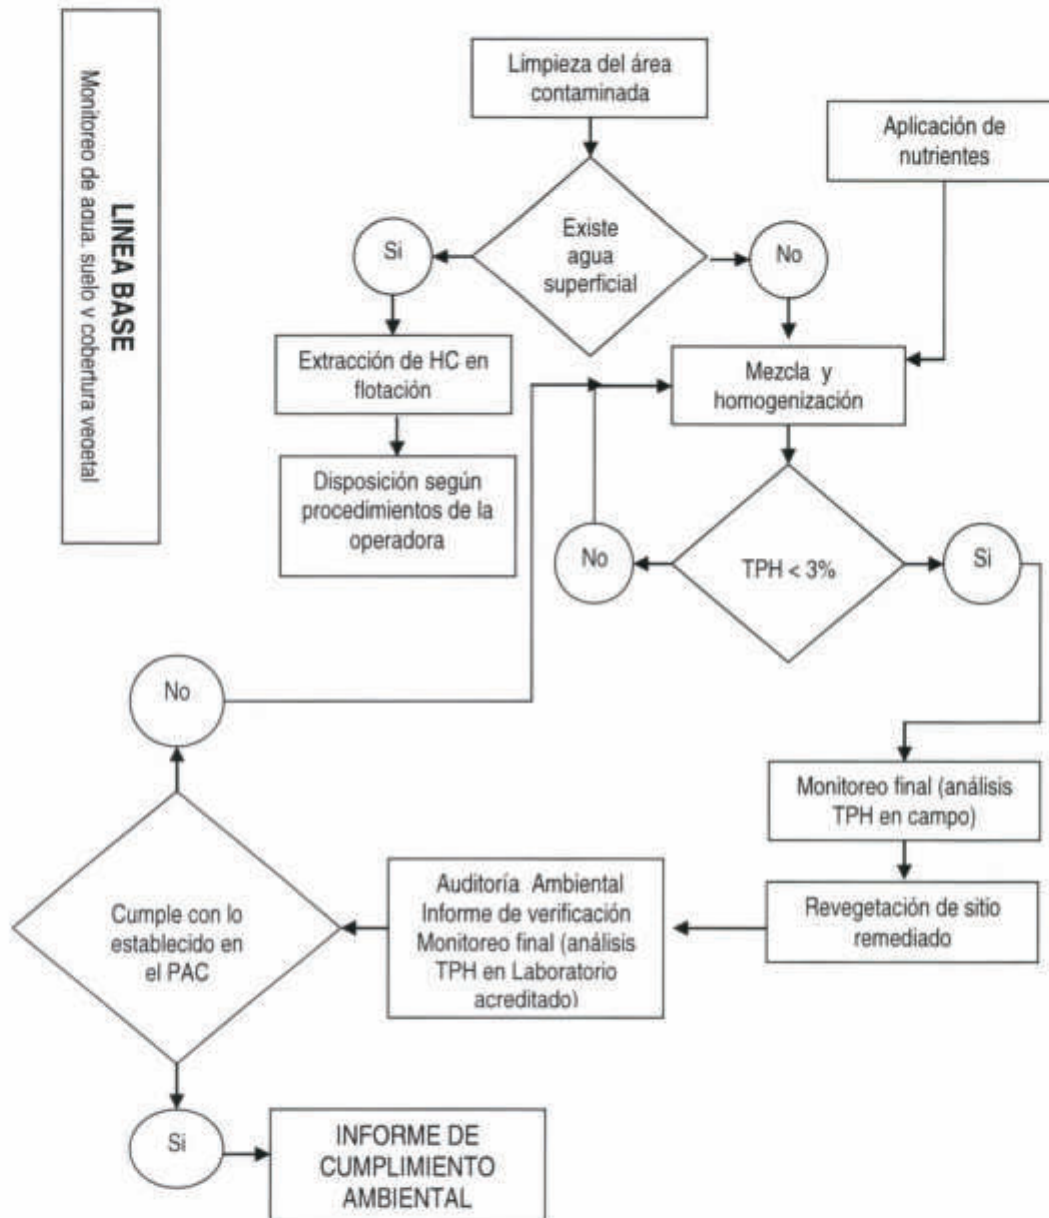 LINEA BASE
Monitoreo de agua, suelo y cobertura vegetal
Limpieza del área
contaminada
Aplicación de
nutrientes
Existe
agua
superficial
Si
No
Extracción de HC en
flotación
Mezcla y
homogenización
Disposición según
procedimientos de la
operadora
No
TPH < 3%
Si
No
Monitoreo final (análisis
TPH en campo)
Revegetación de sitio
remediado
Auditoría Ambiental
Informe de verificación
Monitoreo final (análisis
TPH en Laboratorio
acreditado)
Cumple con lo
establecido en
el PAC
Si
INFORME DE
CUMPLIMIENTO
AMBIENTAL